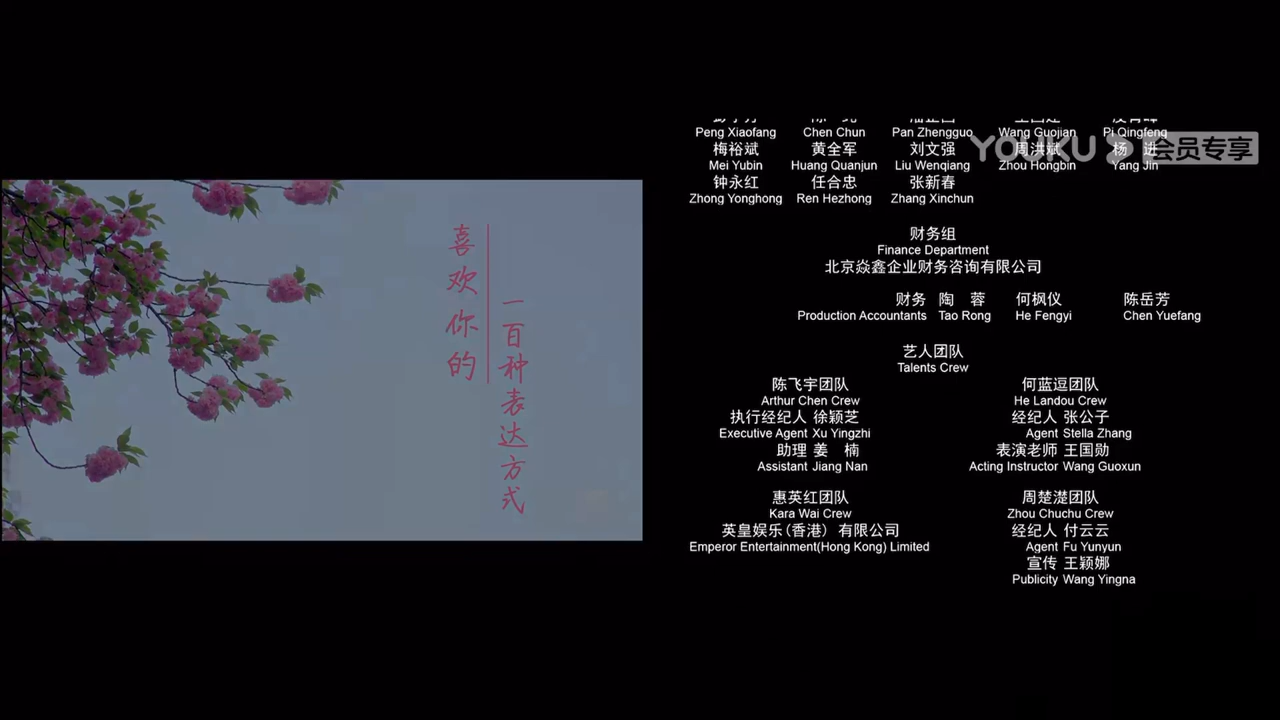 喜欢你的
一百种表达方式
Peng Xiaofang Chen Chun Pan Zhengguo Wang Guojian Pi Qingfeng
YOUKU 会员专享
梅裕斌 黄全军 刘文强 周洪斌 杨 进
Mei Yubin Huang Quanjun Liu Wenqiang Zhou Hongbin Yang Jin
钟永红 任合忠 张新春
Zhong Yonghong Ren Hezhong Zhang Xinchun
财务组
Finance Department
北京焱鑫企业财务咨询有限公司
财务 陶 蓉 何枫仪 陈岳芳
Production Accountants Tao Rong He Fengyi Chen Yuefang
艺人团队
Talents Crew
陈飞宇团队 何蓝逗团队
Arthur Chen Crew He Landou Crew
执行经纪人 徐颖芝 经纪人 张公子
Executive Agent Xu Yingzhi Agent Stella Zhang
助理 姜 楠 表演老师 王国勋
Assistant Jiang Nan Acting Instructor Wang Guoxun
惠英红团队 周楚濋团队
Kara Wai Crew Zhou Chuchu Crew
英皇娱乐(香港) 有限公司 经纪人 付云云
Emperor Entertainment(Hong Kong) Limited Agent Fu Yunyun
宣传 王颖娜
Publicity Wang Yingna